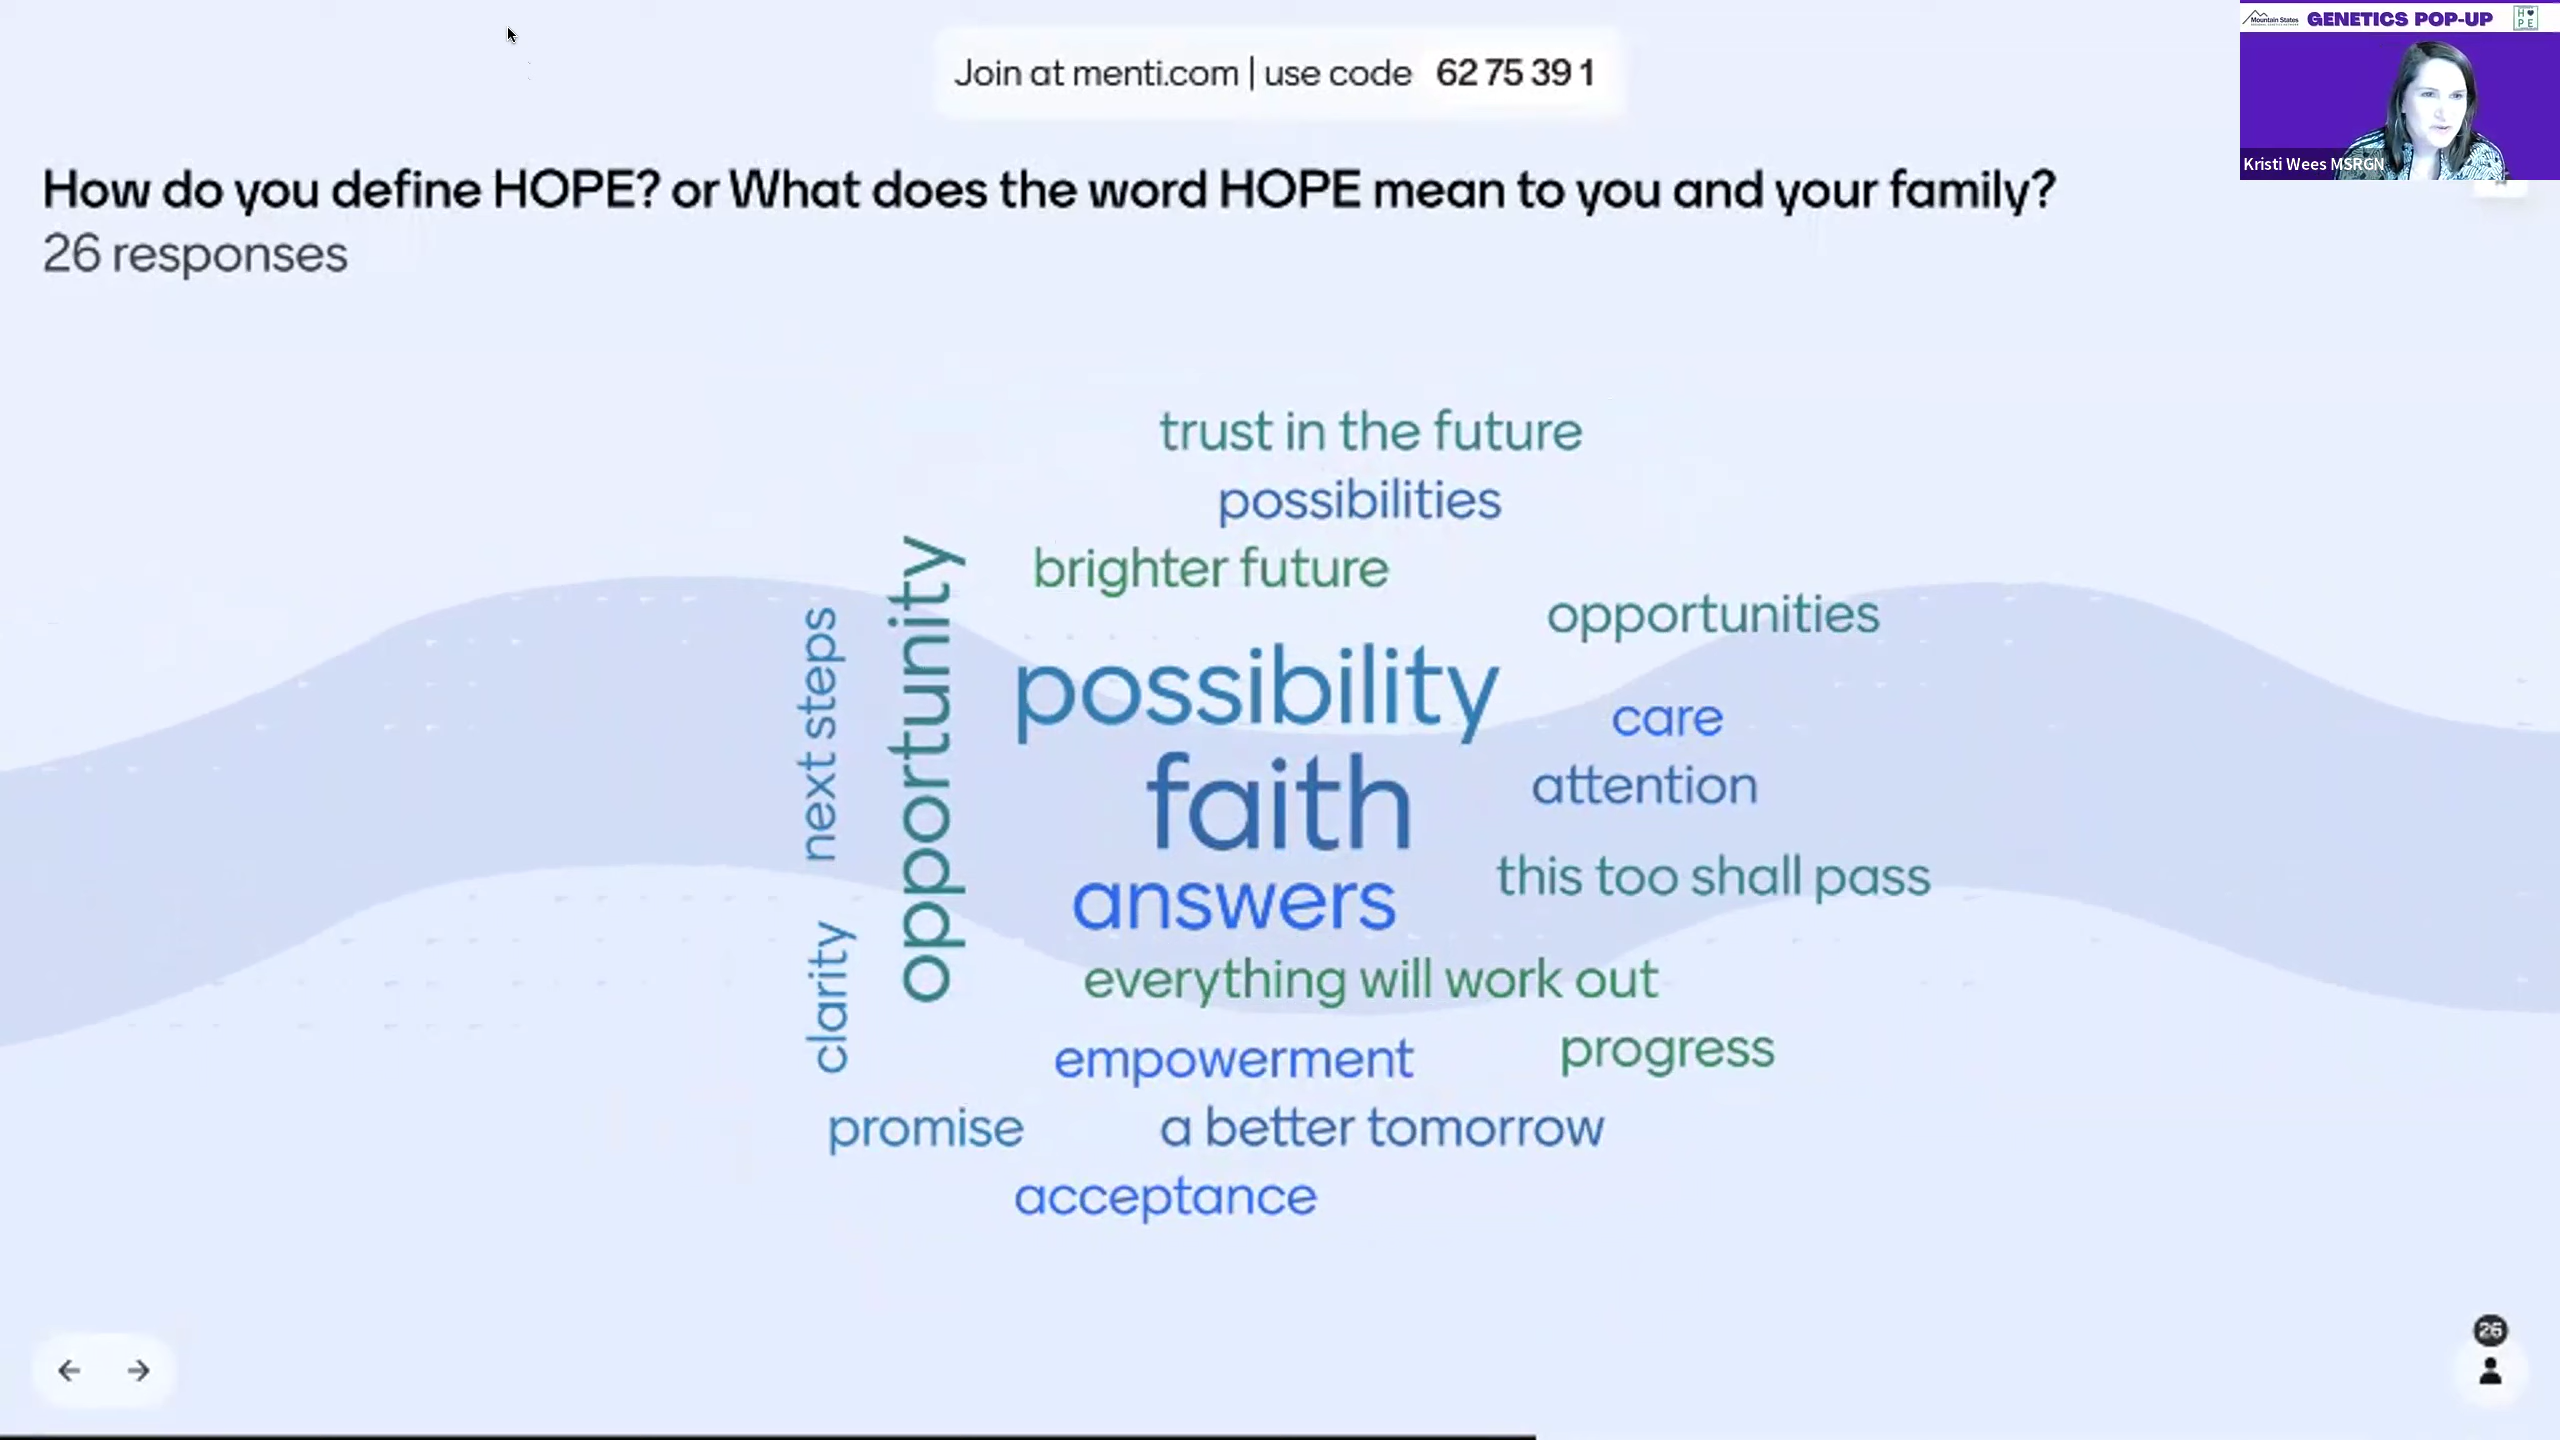 Join at menti.com | use code 62 75 39 1
Mountain States
GENETICS POP-UP
H PE
Kristi Wees MSRGN
How do you define HOPE? or What does the word HOPE mean to you and your family?
26 responses
trust in the future
possibilities
brighter future
opportunities
next steps
opportunity
possibility
care
faith
attention
answers
this too shall pass
clarity
everything will work out
empowerment
progress
promise
a better tomorrow
acceptance